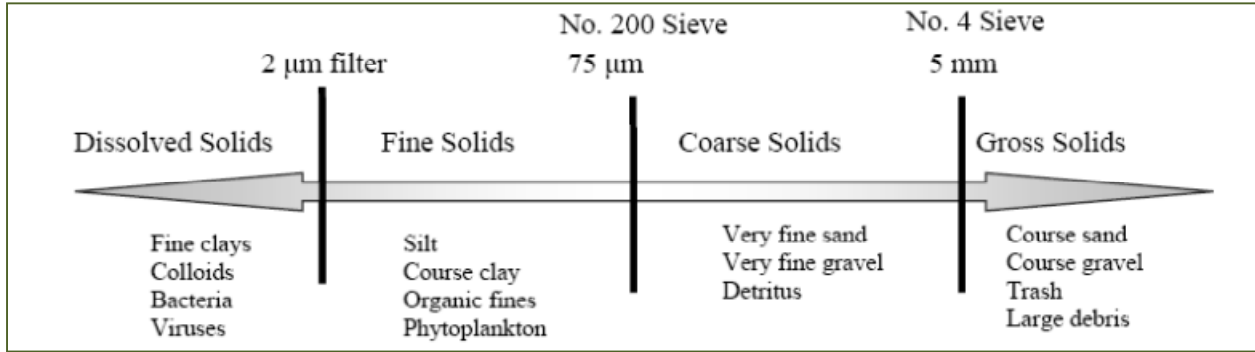 No. 200 Sieve
No. 4 Sieve
2 µm filter
75 µm
5 mm
Dissolved Solids
Fine Solids
Coarse Solids
Gross Solids
Fine clays
Colloids
Bacteria
Viruses
Silt
Course clay
Organic fines
Phytoplankton
Very fine sand
Very fine gravel
Detritus
Course sand
Course gravel
Trash
Large debris